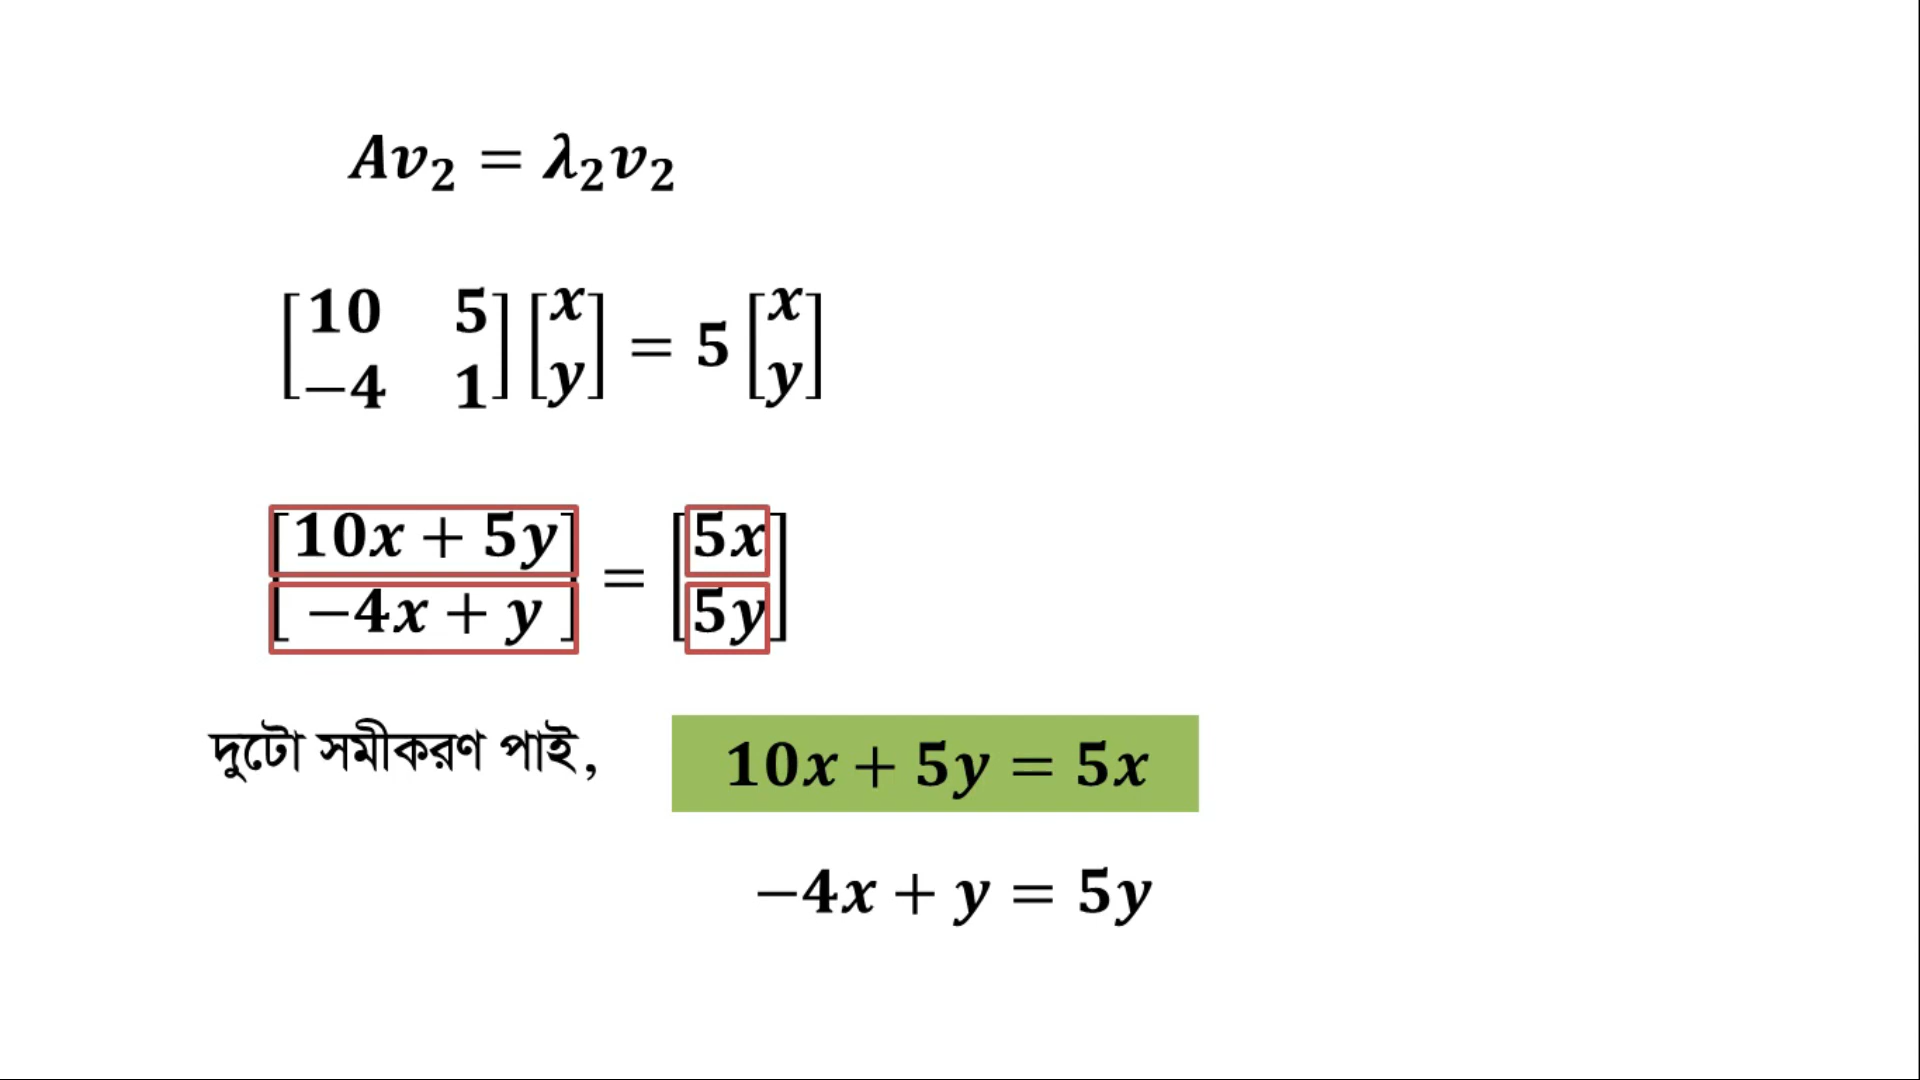 Av₂ = λ₂v₂
[10 5; −4 1] [x; y] = 5 [x; y]
[10x + 5y; −4x + y] = [5x; 5y]
দুটো সমীকরণ পাই, 10x + 5y = 5x
−4x + y = 5y